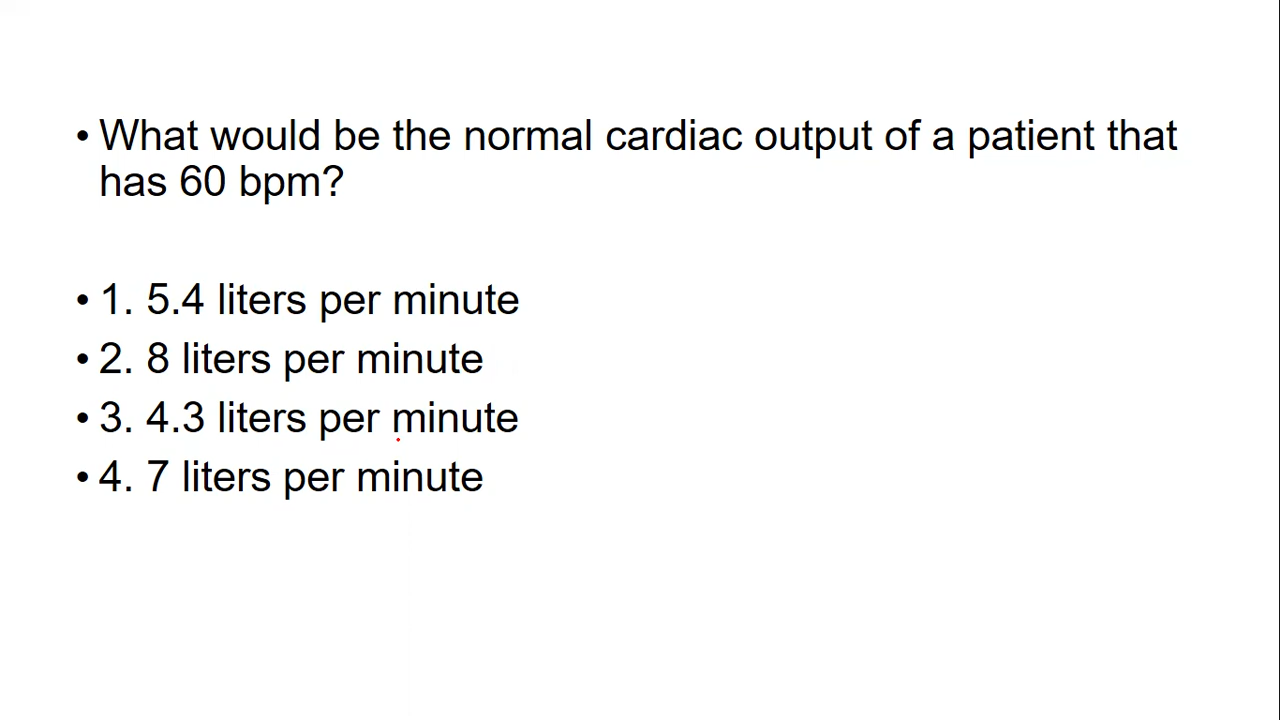 • What would be the normal cardiac output of a patient that
has 60 bpm?
• 1. 5.4 liters per minute
• 2. 8 liters per minute
• 3. 4.3 liters per minute
• 4. 7 liters per minute